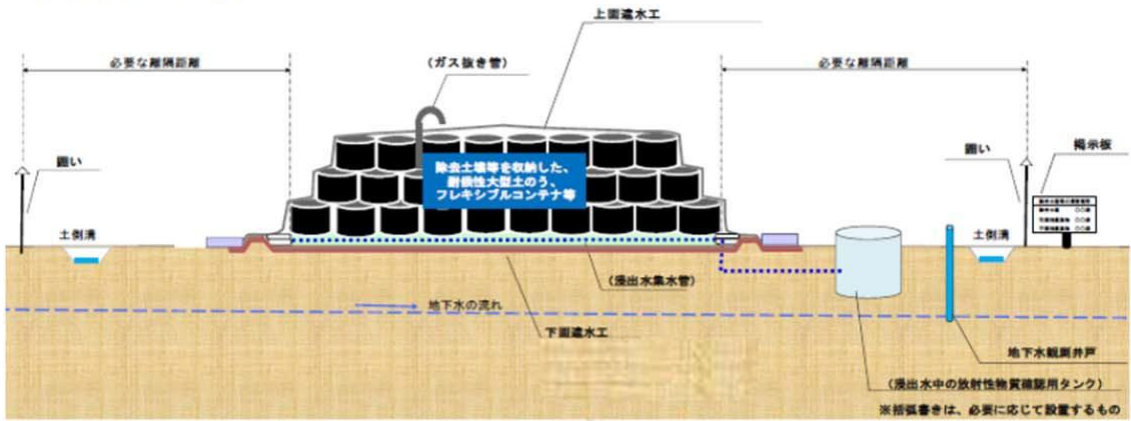 上面遮水工
必要な離隔距離
(ガス抜き管)
必要な離隔距離
囲い
囲い
掲示板
除去土壌等を収納した、
耐候性大型土のう、
フレキシブルコンテナ等
土側溝
土側溝
(浸出水集水管)
地下水の流れ
下面遮水工
地下水観測井戸
(浸出水中の放射性物質確認用タンク)
※括弧書きは、必要に応じて設置するもの